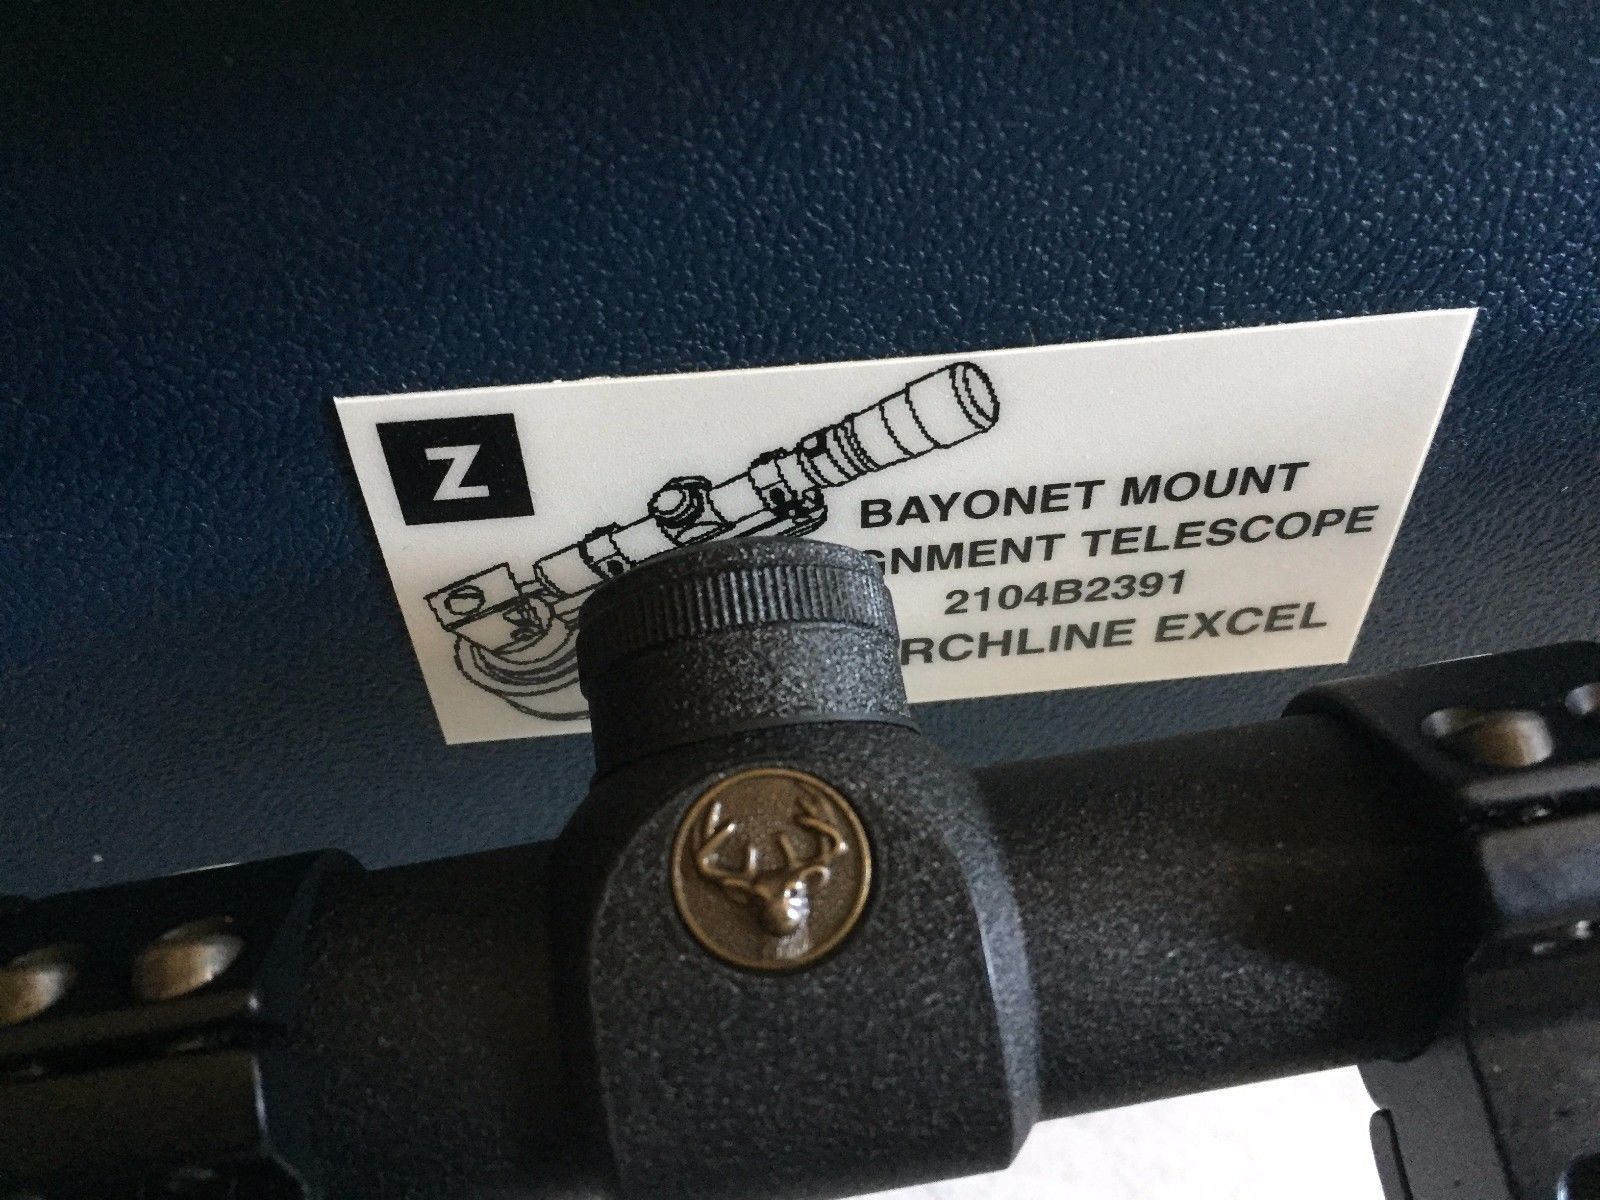 Z
BAYONET MOUNT
GNMENT TELESCOPE
2104B2391
RCHLINE EXCEL